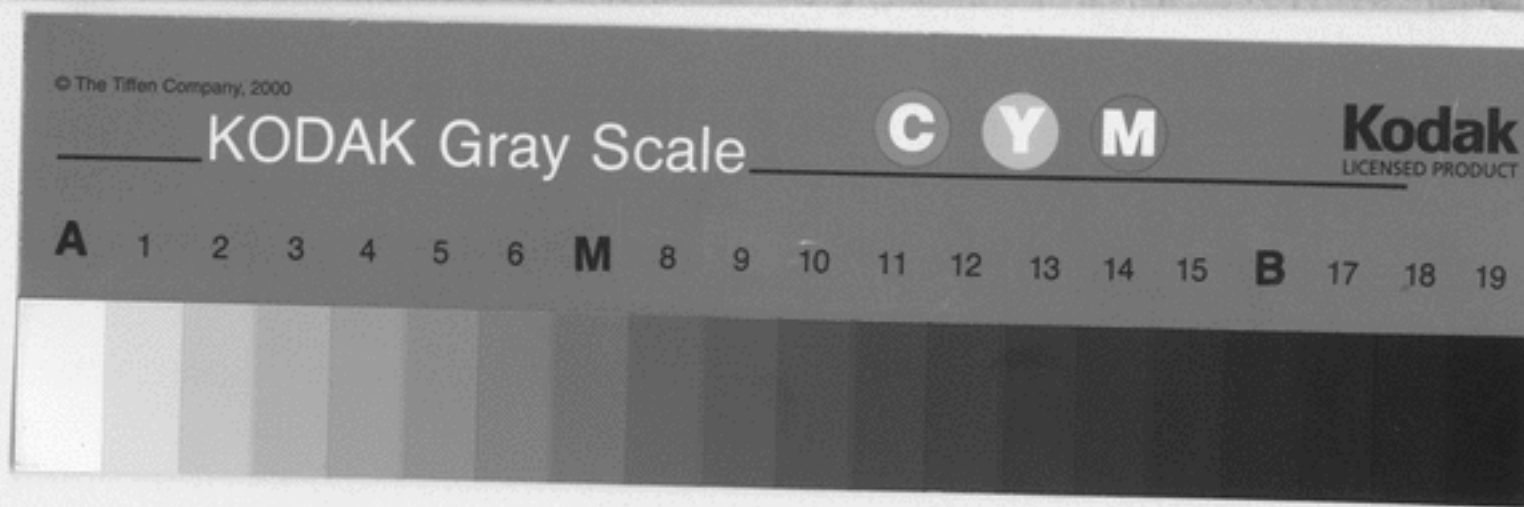 © The Tiffen Company, 2000
KODAK Gray Scale
C Y M
Kodak
LICENSED PRODUCT
A 1 2 3 4 5 6 M 8 9 10 11 12 13 14 15 B 17 18 19